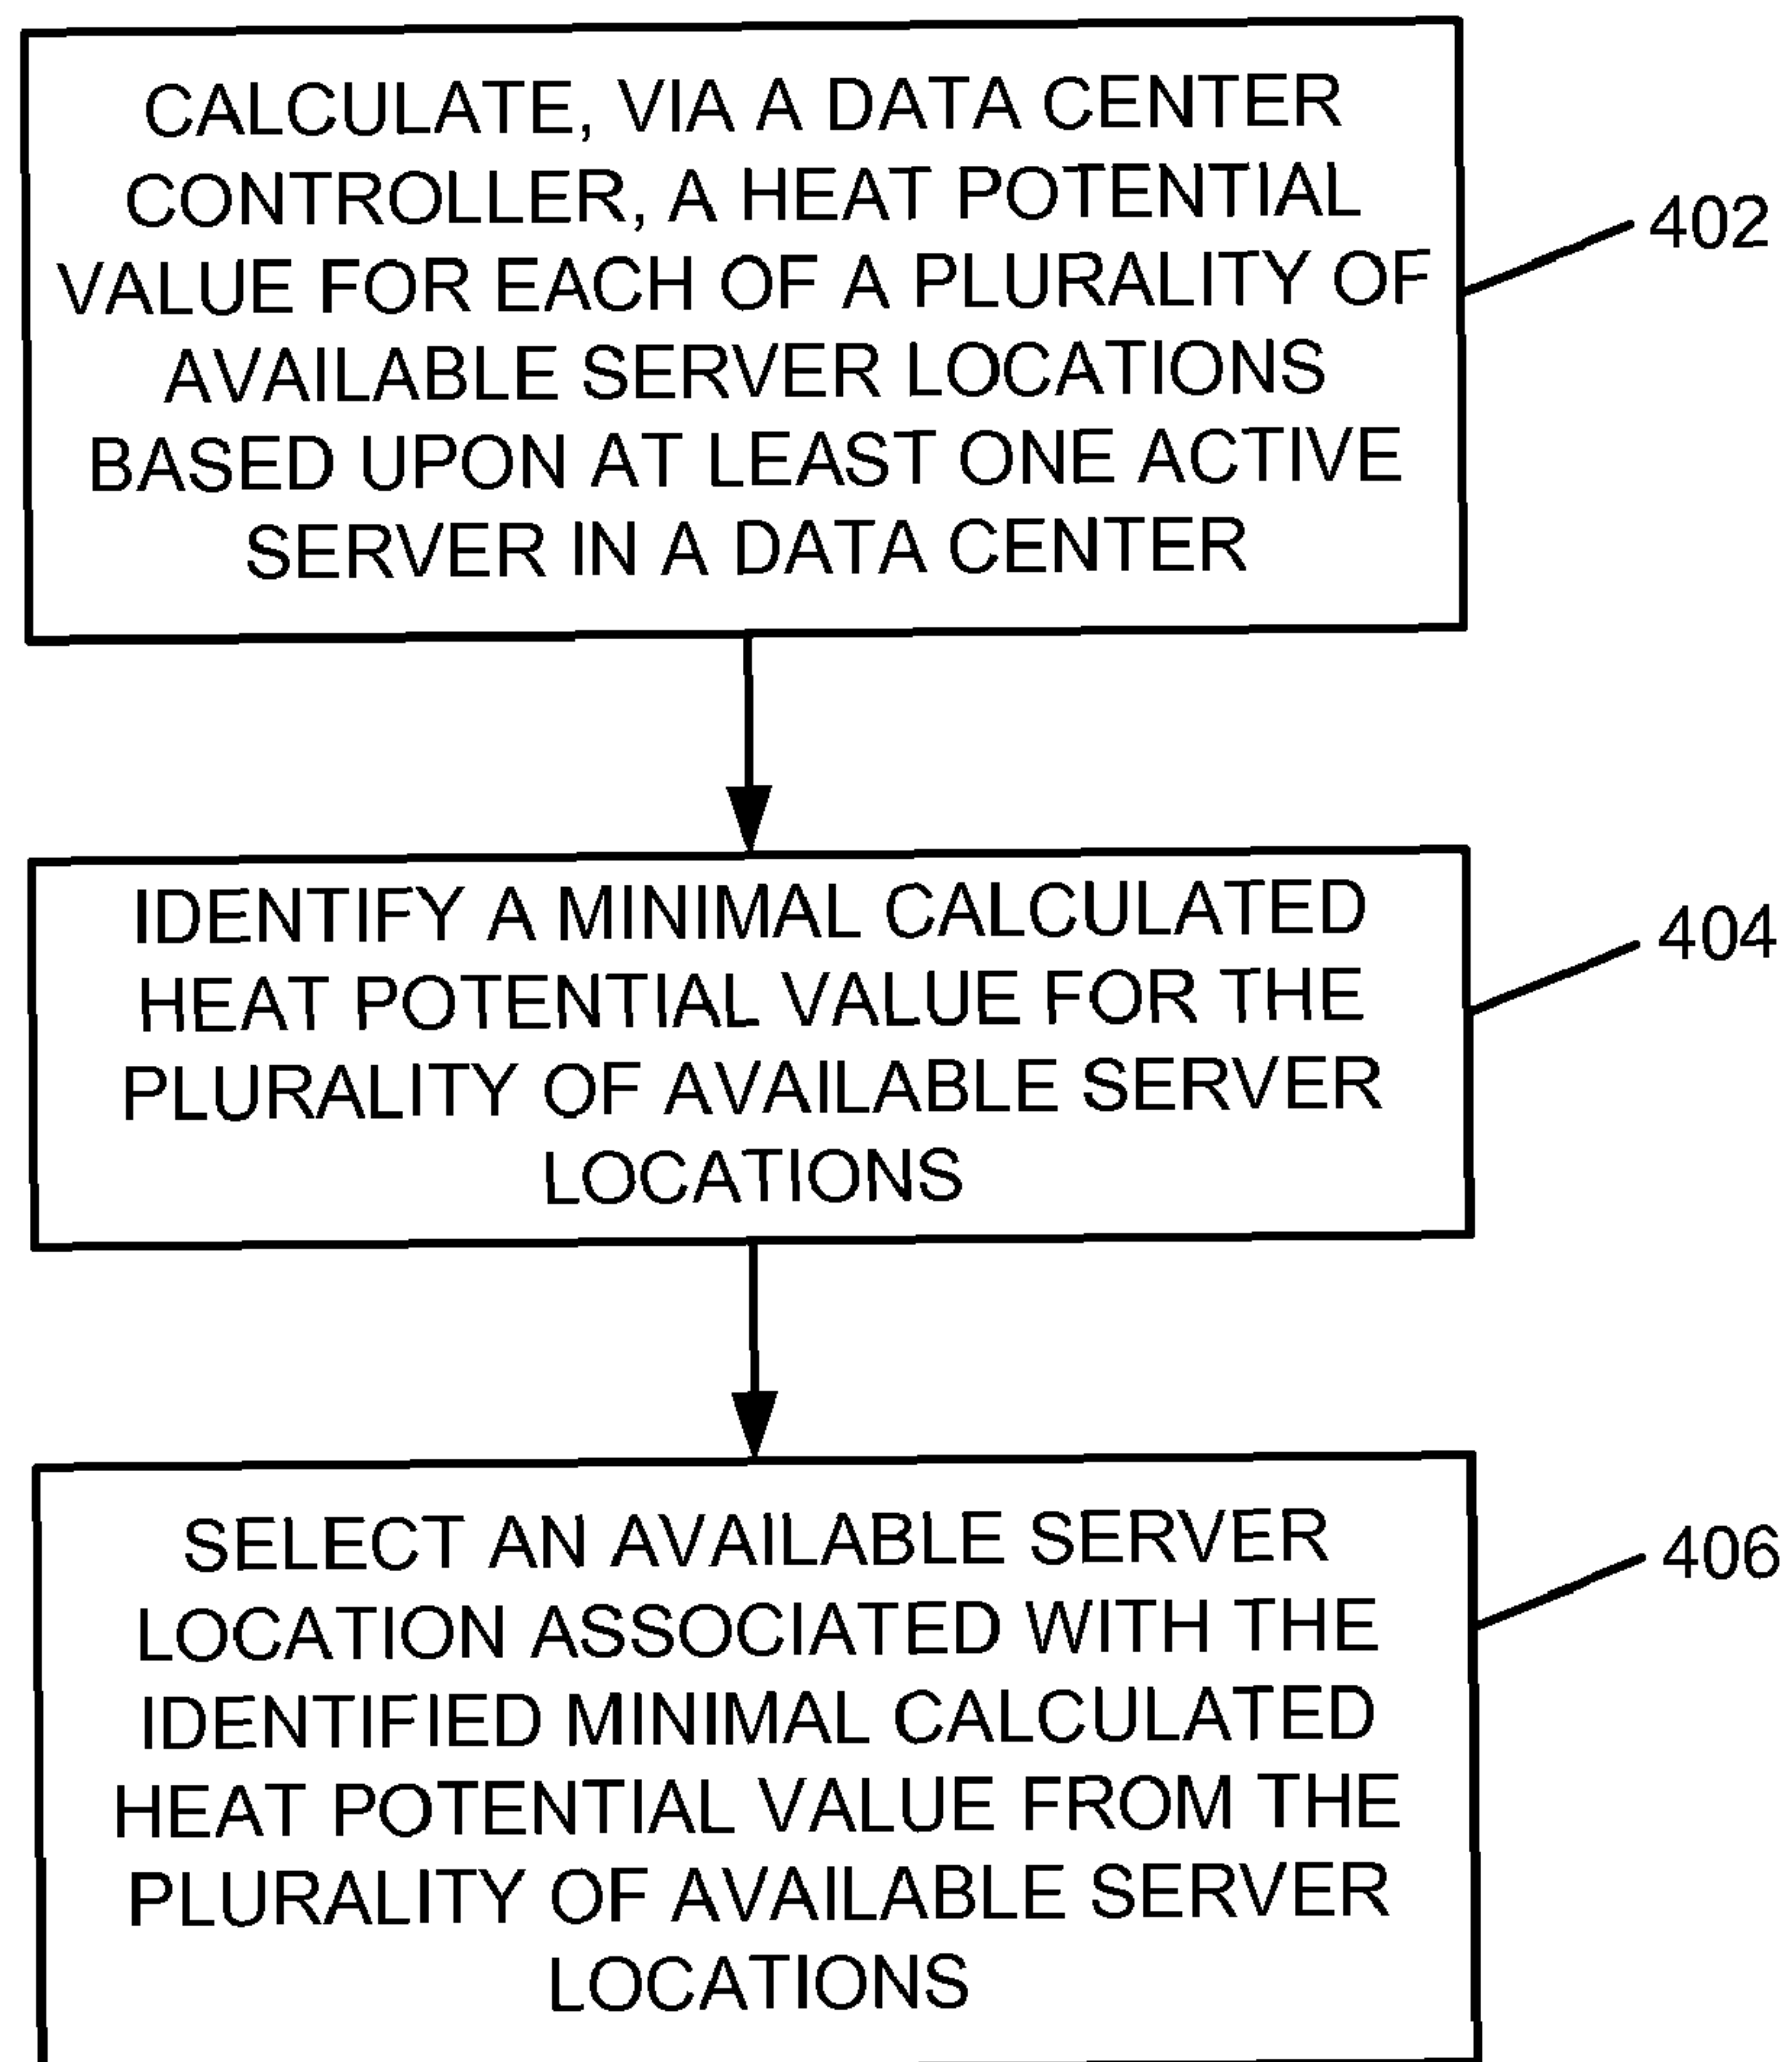 CALCULATE, VIA A DATA CENTER
CONTROLLER, A HEAT POTENTIAL
VALUE FOR EACH OF A PLURALITY OF
AVAILABLE SERVER LOCATIONS
BASED UPON AT LEAST ONE ACTIVE
SERVER IN A DATA CENTER
402
IDENTIFY A MINIMAL CALCULATED
HEAT POTENTIAL VALUE FOR THE
PLURALITY OF AVAILABLE SERVER
LOCATIONS
404
SELECT AN AVAILABLE SERVER
LOCATION ASSOCIATED WITH THE
IDENTIFIED MINIMAL CALCULATED
HEAT POTENTIAL VALUE FROM THE
PLURALITY OF AVAILABLE SERVER
LOCATIONS
406